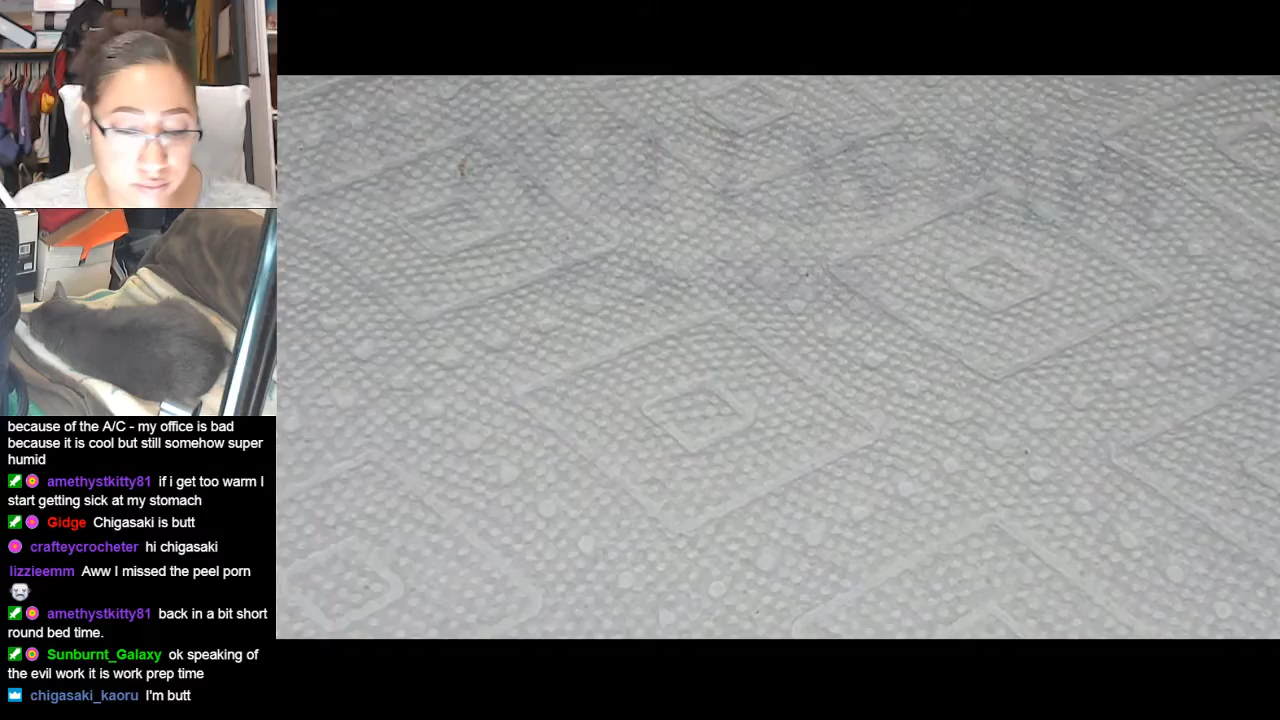 because of the A/C - my office is bad
because it is cool but still somehow super
humid
amethystkitty81 if i get too warm I
start getting sick at my stomach
Gidge Chigasaki is butt
crafteycrocheter hi chigasaki
lizzieemm Aww I missed the peel porn
amethystkitty81 back in a bit short
round bed time.
Sunburnt_Galaxy ok speaking of
the evil work it is work prep time
chigasaki_kaoru I'm butt